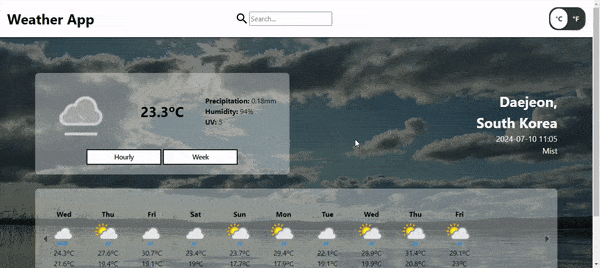 Weather App
Search...
°C
°F
23.3°C
Precipitation: 0.18mm
Humidity: 94%
UV: 5
Hourly
Week
Daejeon,
South Korea
2024-07-10 11:05
Mist
Wed Thu Fri Sat Sun Mon Tue Wed Thu Fri
24.3°C 27.6°C 30.7°C 29.4°C 23.7°C 29.4°C 22.1°C 28.9°C 31.4°C 29.1°C
21.6°C 19.4°C 19.1°C 19°C 17.7°C 17.9°C 19.1°C 19.9°C 20.8°C 23°C